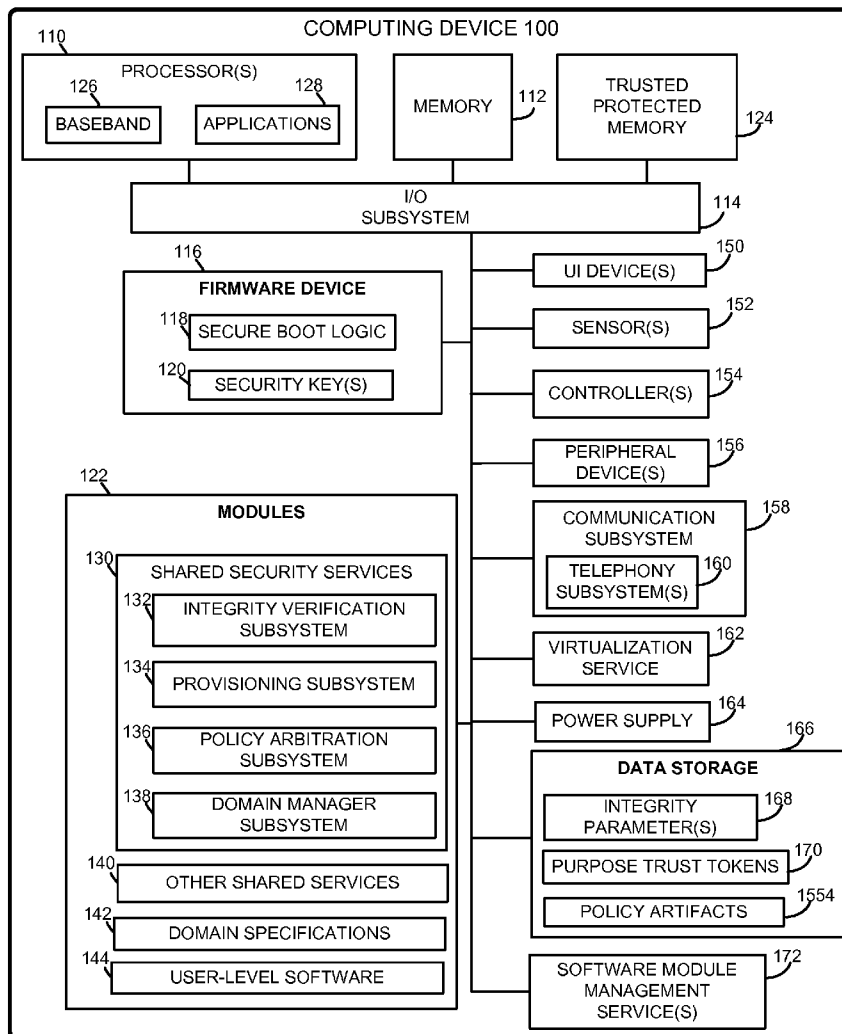 COMPUTING DEVICE 100
110
PROCESSOR(S)
126
BASEBAND
128
APPLICATIONS
MEMORY
112
TRUSTED
PROTECTED
MEMORY
124
I/O
SUBSYSTEM
114
116
FIRMWARE DEVICE
118
SECURE BOOT LOGIC
120
SECURITY KEY(S)
150
UI DEVICE(S)
152
SENSOR(S)
154
CONTROLLER(S)
156
PERIPHERAL
DEVICE(S)
158
COMMUNICATION
SUBSYSTEM
160
TELEPHONY
SUBSYSTEM(S)
162
VIRTUALIZATION
SERVICE
164
POWER SUPPLY
166
DATA STORAGE
168
INTEGRITY
PARAMETER(S)
170
PURPOSE TRUST TOKENS
1554
POLICY ARTIFACTS
172
SOFTWARE MODULE
MANAGEMENT
SERVICE(S)
122
MODULES
130
SHARED SECURITY SERVICES
132
INTEGRITY VERIFICATION
SUBSYSTEM
134
PROVISIONING SUBSYSTEM
136
POLICY ARBITRATION
SUBSYSTEM
138
DOMAIN MANAGER
SUBSYSTEM
140
OTHER SHARED SERVICES
142
DOMAIN SPECIFICATIONS
144
USER-LEVEL SOFTWARE